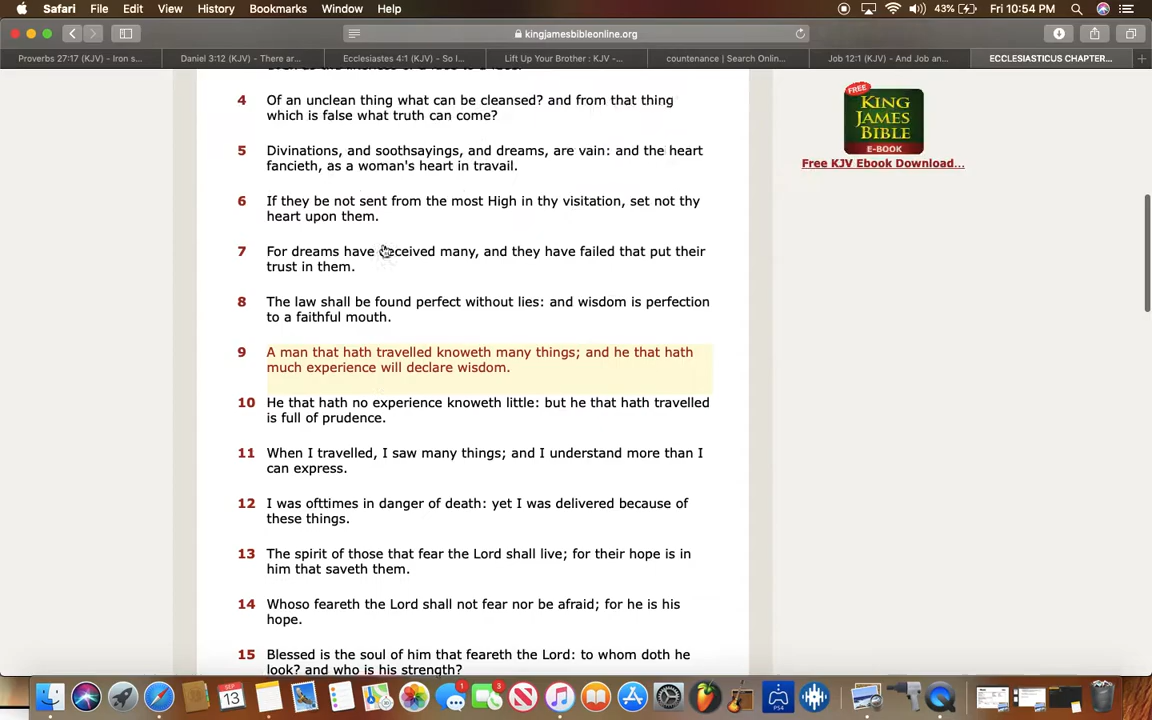 Safari File Edit View History Bookmarks Window Help 43% Fri 10:54 PM
kingjamesbibleonline.org
Proverbs 27:17 (KJV) - Iron s... Daniel 3:12 (KJV) - There ar... Ecclesiastes 4:1 (KJV) - So I... Lift Up Your Brother : KJV -... countenance | Search Onlin... Job 12:1 (KJV) - And Job an... ECCLESIASTICUS CHAPTER...
4 Of an unclean thing what can be cleansed? and from that thing
which is false what truth can come?
5 Divinations, and soothsayings, and dreams, are vain: and the heart
fancieth, as a woman's heart in travail.
6 If they be not sent from the most High in thy visitation, set not thy
heart upon them.
7 For dreams have deceived many, and they have failed that put their
trust in them.
8 The law shall be found perfect without lies: and wisdom is perfection
to a faithful mouth.
9 A man that hath travelled knoweth many things; and he that hath
much experience will declare wisdom.
10 He that hath no experience knoweth little: but he that hath travelled
is full of prudence.
11 When I travelled, I saw many things; and I understand more than I
can express.
12 I was ofttimes in danger of death: yet I was delivered because of
these things.
13 The spirit of those that fear the Lord shall live; for their hope is in
him that saveth them.
14 Whoso feareth the Lord shall not fear nor be afraid; for he is his
hope.
15 Blessed is the soul of him that feareth the Lord: to whom doth he
look? and who is his strength?
FREE
KING
JAMES
BIBLE
E-BOOK
Free KJV Ebook Download...
SEP
13
1
3
PS4